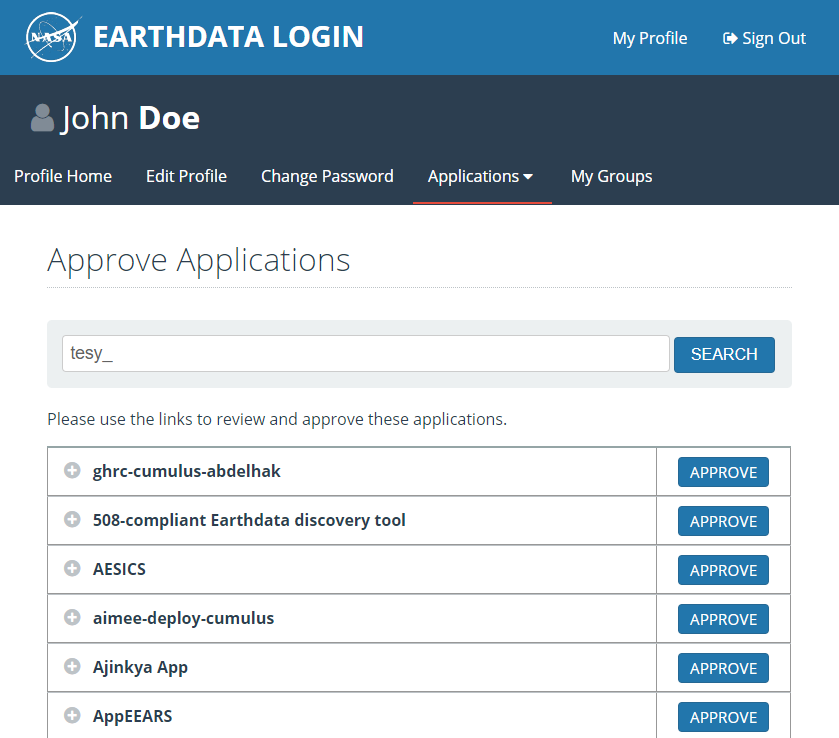 NASA EARTHDATA LOGIN My Profile Sign Out
John Doe
Profile Home Edit Profile Change Password Applications My Groups
Approve Applications
tesy_ SEARCH
Please use the links to review and approve these applications.
ghrc-cumulus-abdelhak APPROVE
508-compliant Earthdata discovery tool APPROVE
AESICS APPROVE
aimee-deploy-cumulus APPROVE
Ajinkya App APPROVE
AppEEARS APPROVE